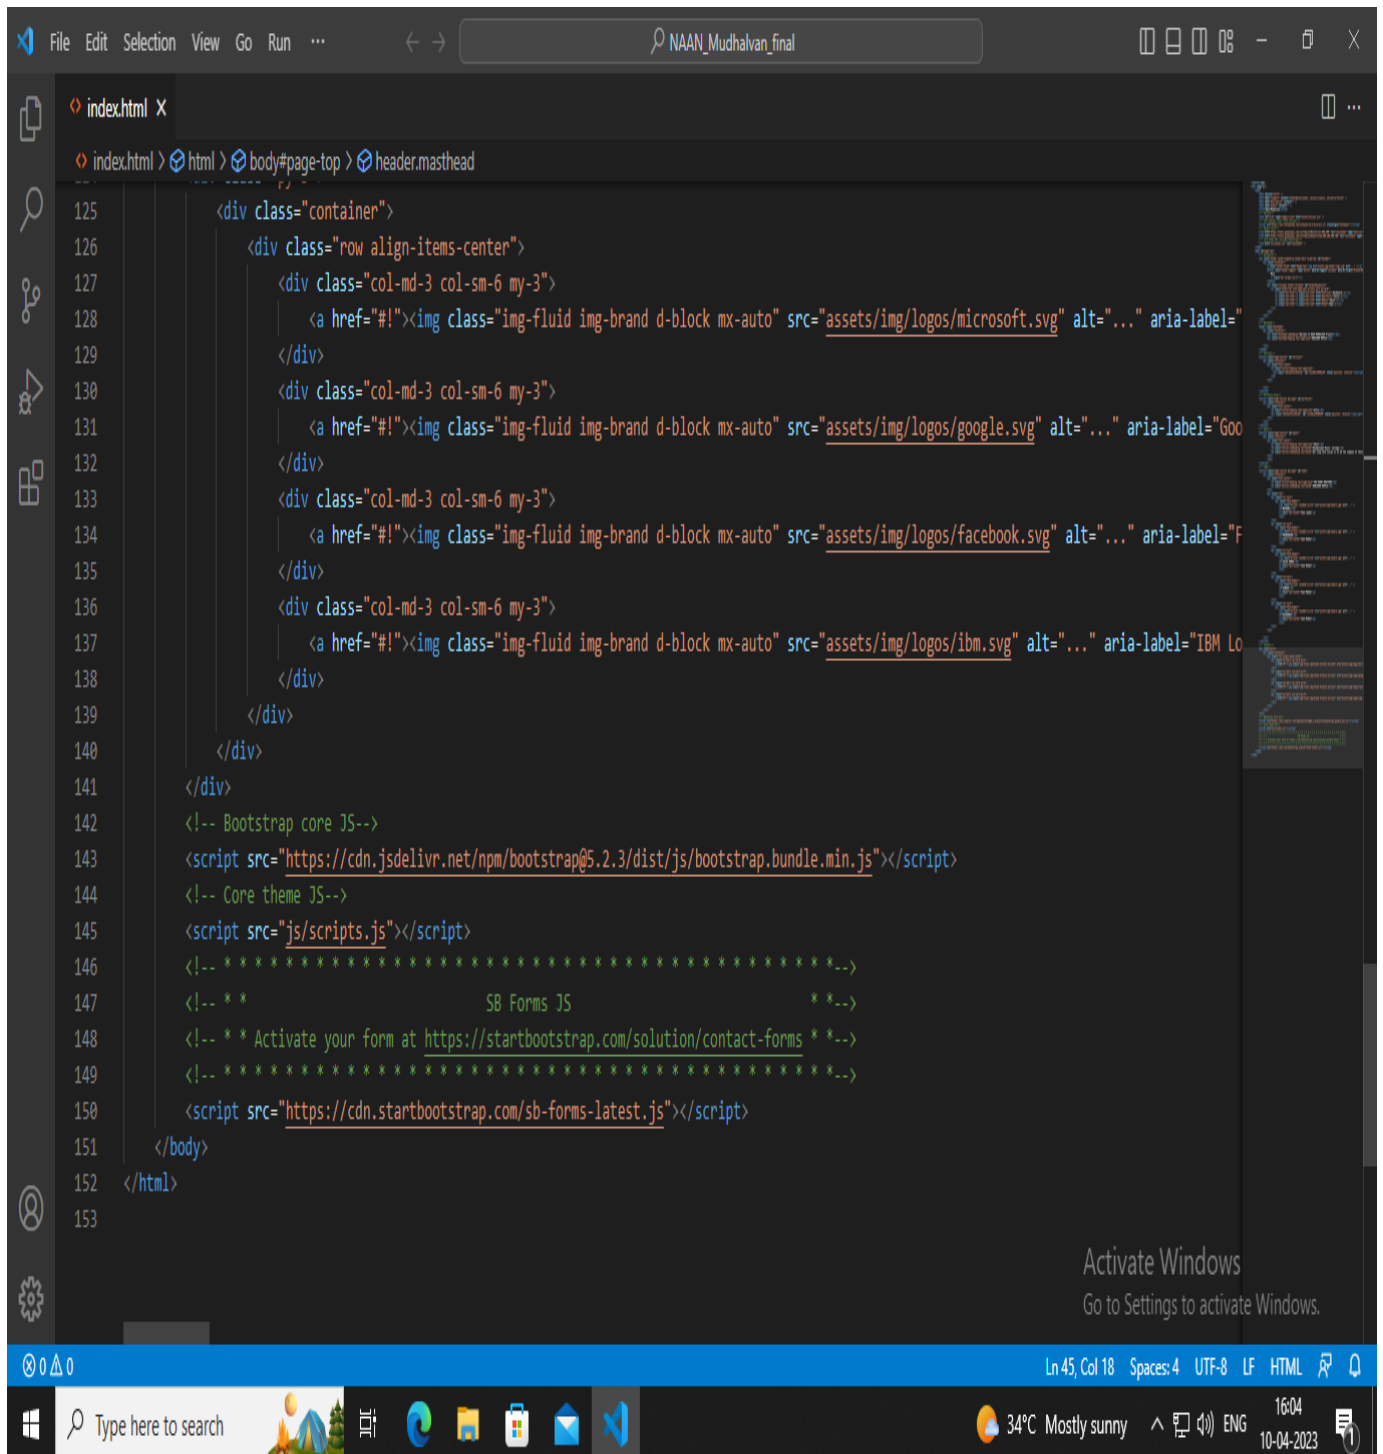 File Edit Selection View Go Run ···
NAAN_Mudhalvan_final
index.html
index.html > html > body#page-top > header.masthead
125 <div class="container">
126 <div class="row align-items-center">
127 <div class="col-md-3 col-sm-6 my-3">
128 <a href="#!"><img class="img-fluid img-brand d-block mx-auto" src="assets/img/logos/microsoft.svg" alt="..." aria-label="
129 </div>
130 <div class="col-md-3 col-sm-6 my-3">
131 <a href="#!"><img class="img-fluid img-brand d-block mx-auto" src="assets/img/logos/google.svg" alt="..." aria-label="Goo
132 </div>
133 <div class="col-md-3 col-sm-6 my-3">
134 <a href="#!"><img class="img-fluid img-brand d-block mx-auto" src="assets/img/logos/facebook.svg" alt="..." aria-label="F
135 </div>
136 <div class="col-md-3 col-sm-6 my-3">
137 <a href="#!"><img class="img-fluid img-brand d-block mx-auto" src="assets/img/logos/ibm.svg" alt="..." aria-label="IBM Lo
138 </div>
139 </div>
140 </div>
141 </div>
142 <!-- Bootstrap core JS-->
143 <script src="https://cdn.jsdelivr.net/npm/bootstrap@5.2.3/dist/js/bootstrap.bundle.min.js"></script>
144 <!-- Core theme JS-->
145 <script src="js/scripts.js"></script>
146 <!-- * * * * * * * * * * * * * * * * * * * * * * * * * * * * * * * * * * * * * * * *-->
147 <!-- * * SB Forms JS * *-->
148 <!-- * * Activate your form at https://startbootstrap.com/solution/contact-forms * *-->
149 <!-- * * * * * * * * * * * * * * * * * * * * * * * * * * * * * * * * * * * * * * * *-->
150 <script src="https://cdn.startbootstrap.com/sb-forms-latest.js"></script>
151 </body>
152 </html>
153
Activate Windows
Go to Settings to activate Windows.
0 0 Ln 45, Col 18 Spaces: 4 UTF-8 LF HTML
Type here to search 34°C Mostly sunny ENG 16:04
10-04-2023 1